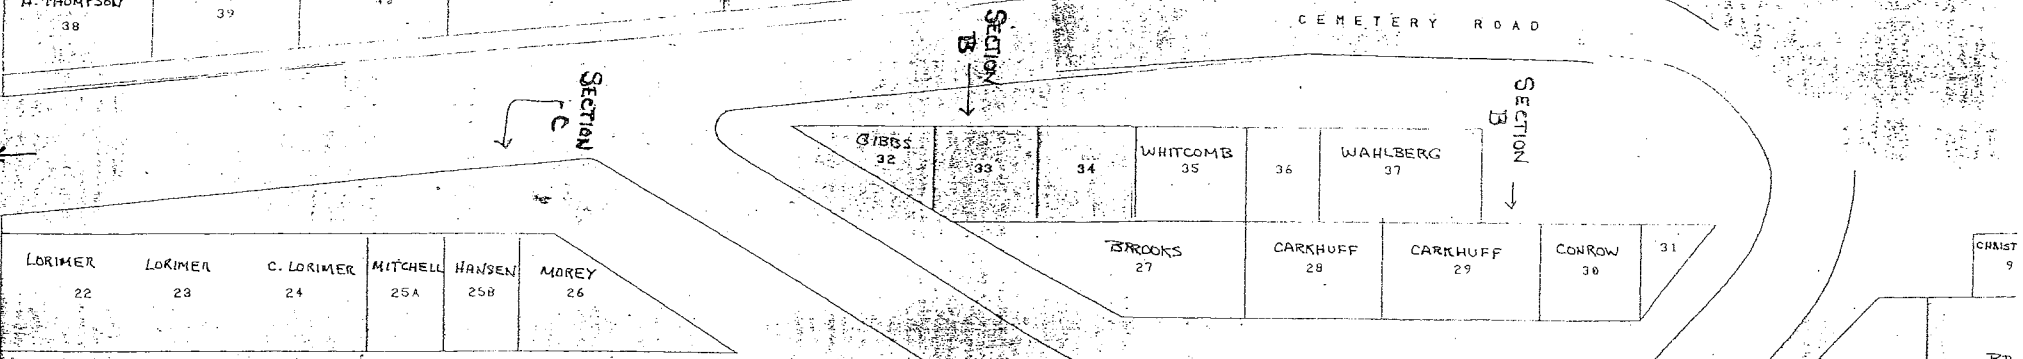 A. THOMPSON
38
39
CEMETERY ROAD
SECTION
B
SECTION
C
SECTION
B
GIBBS
32
33
34
WHITCOMB
35
36
WAHLBERG
37
LORIMER
22
LORIMER
23
C. LORIMER
24
MITCHELL
25A
HANSEN
25B
MOREY
26
BROOKS
27
CARKHUFF
28
CARKHUFF
29
CONROW
30
31
CHRIST
9